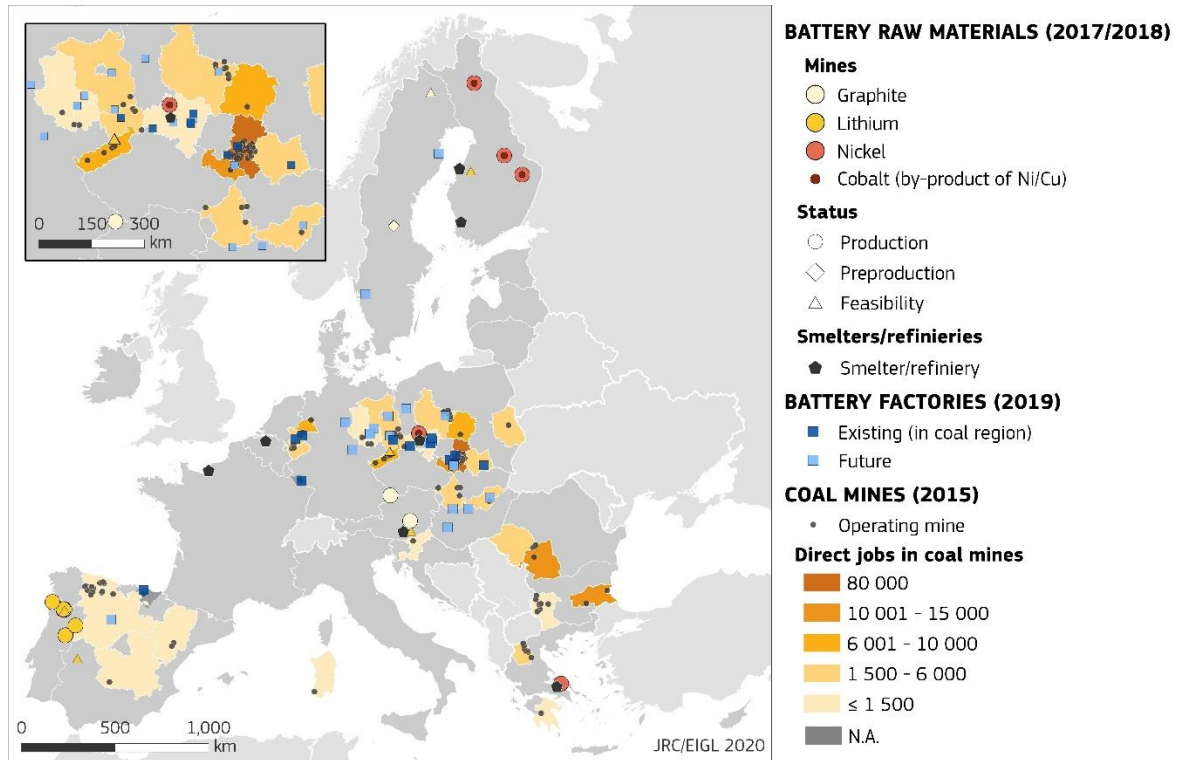 0 150 300
km
0 500 1,000
km
JRC/EIGL 2020
BATTERY RAW MATERIALS (2017/2018)
Mines
Graphite
Lithium
Nickel
Cobalt (by-product of Ni/Cu)
Status
Production
Preproduction
Feasibility
Smelters/refinieries
Smelter/refiniery
BATTERY FACTORIES (2019)
Existing (in coal region)
Future
COAL MINES (2015)
Operating mine
Direct jobs in coal mines
80 000
10 001 - 15 000
6 001 - 10 000
1 500 - 6 000
≤ 1 500
N.A.